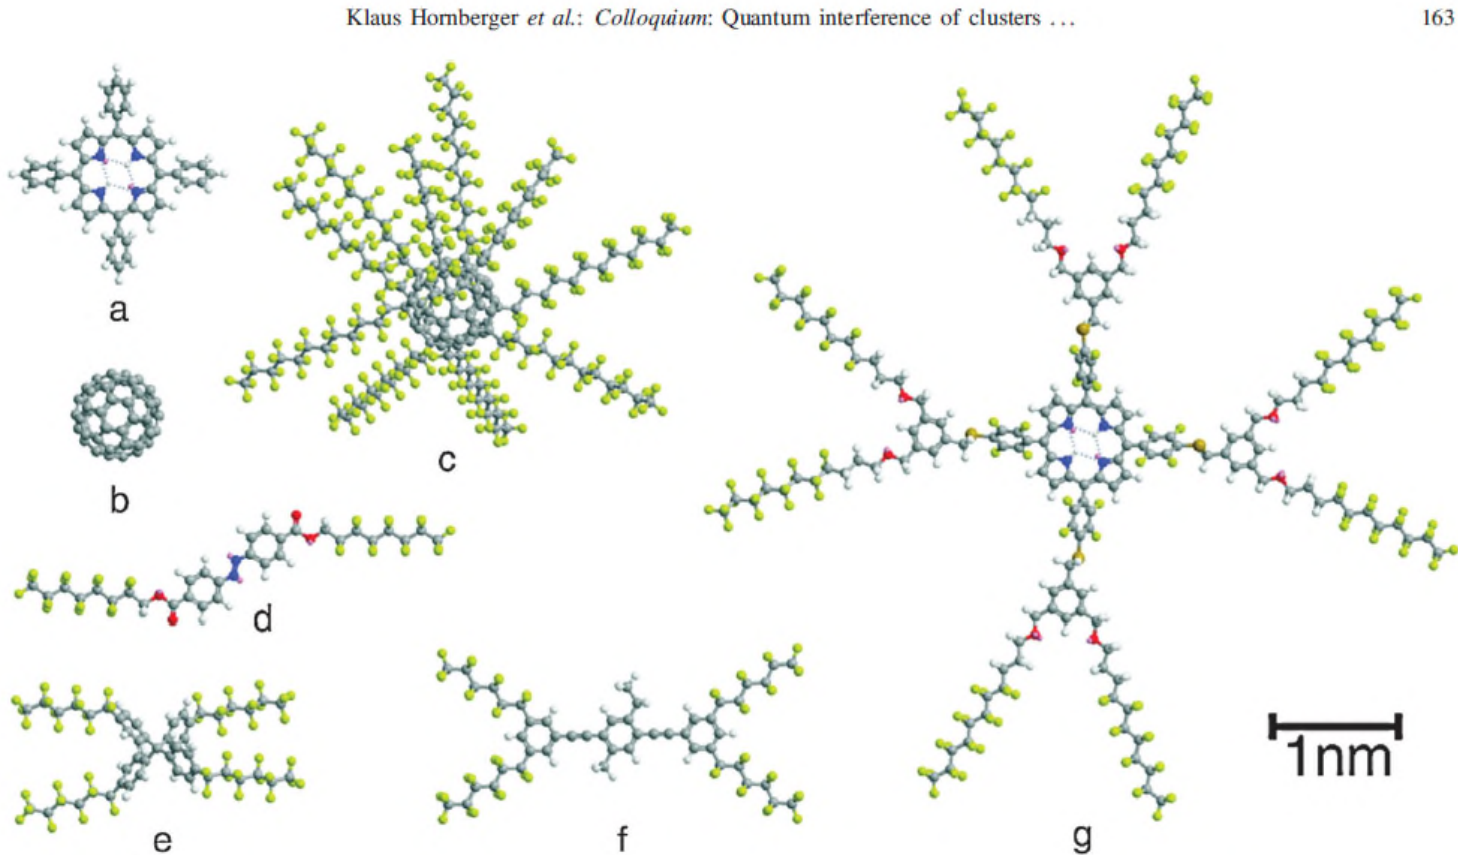 Klaus Hornberger et al.: Colloquium: Quantum interference of clusters ... 163
a
b
c
d
e
f
g
1nm